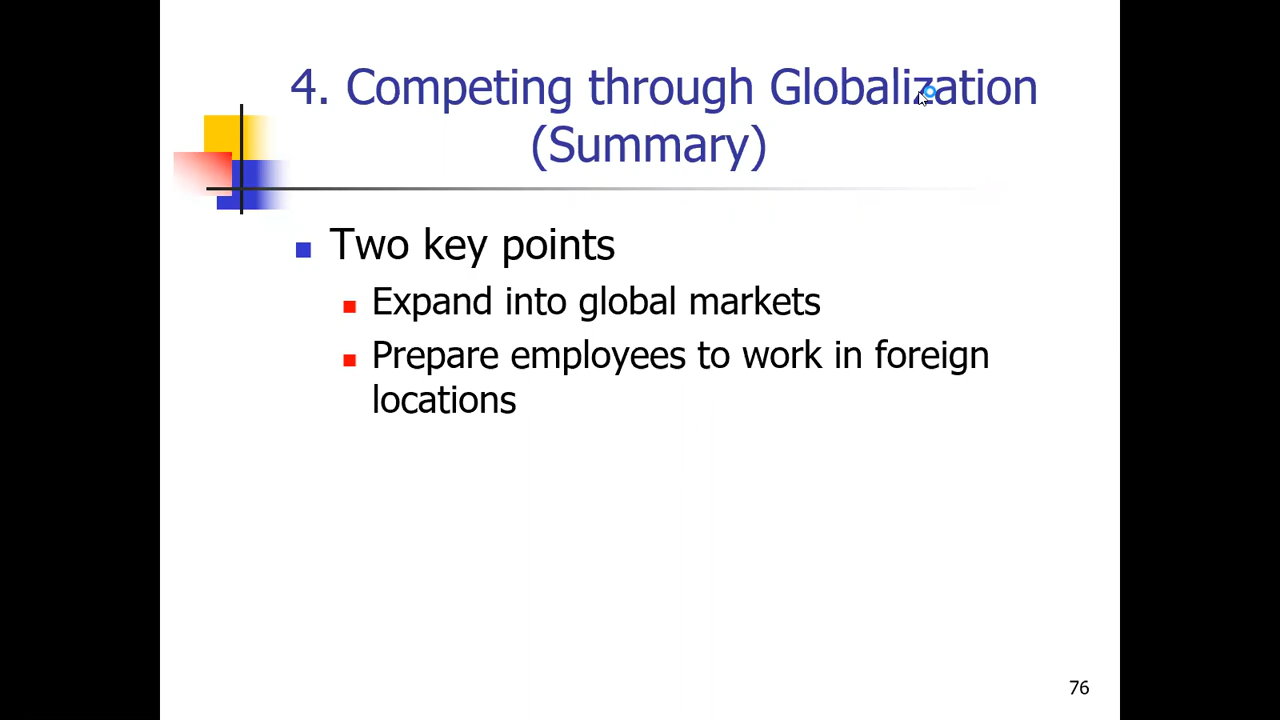 4. Competing through Globalization
(Summary)
Two key points
Expand into global markets
Prepare employees to work in foreign
locations
76